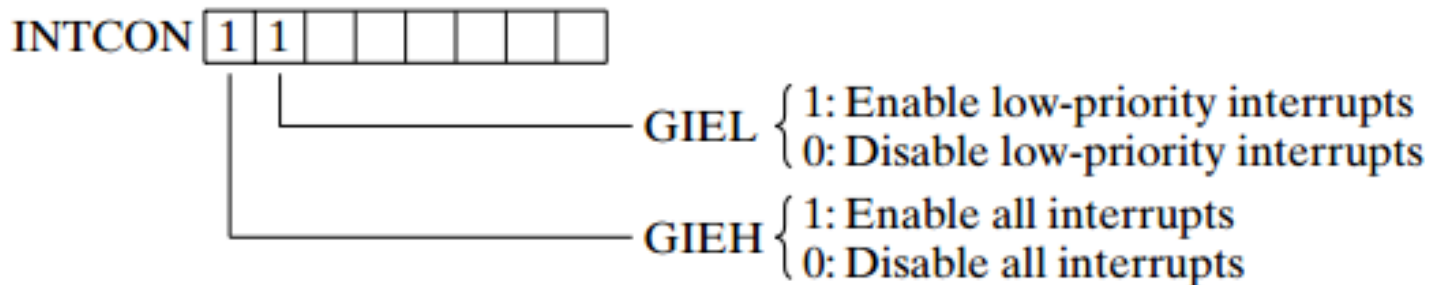 INTCON 1 1
GIEL 1: Enable low-priority interrupts
0: Disable low-priority interrupts
GIEH 1: Enable all interrupts
0: Disable all interrupts